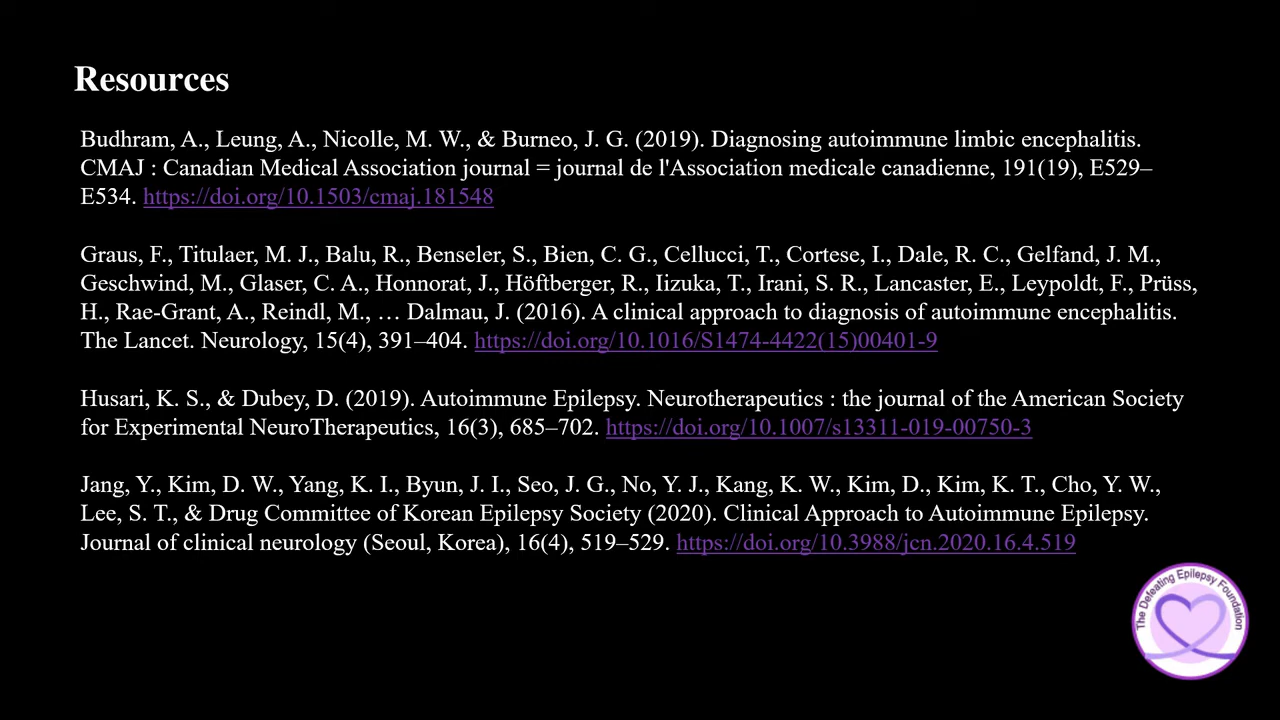 Resources
Budhram, A., Leung, A., Nicolle, M. W., & Burneo, J. G. (2019). Diagnosing autoimmune limbic encephalitis.
CMAJ : Canadian Medical Association journal = journal de l'Association medicale canadienne, 191(19), E529–
E534. https://doi.org/10.1503/cmaj.181548
Graus, F., Titulaer, M. J., Balu, R., Benseler, S., Bien, C. G., Cellucci, T., Cortese, I., Dale, R. C., Gelfand, J. M.,
Geschwind, M., Glaser, C. A., Honnorat, J., Höftberger, R., Iizuka, T., Irani, S. R., Lancaster, E., Leypoldt, F., Prüss,
H., Rae-Grant, A., Reindl, M., … Dalmau, J. (2016). A clinical approach to diagnosis of autoimmune encephalitis.
The Lancet. Neurology, 15(4), 391–404. https://doi.org/10.1016/S1474-4422(15)00401-9
Husari, K. S., & Dubey, D. (2019). Autoimmune Epilepsy. Neurotherapeutics : the journal of the American Society
for Experimental NeuroTherapeutics, 16(3), 685–702. https://doi.org/10.1007/s13311-019-00750-3
Jang, Y., Kim, D. W., Yang, K. I., Byun, J. I., Seo, J. G., No, Y. J., Kang, K. W., Kim, D., Kim, K. T., Cho, Y. W.,
Lee, S. T., & Drug Committee of Korean Epilepsy Society (2020). Clinical Approach to Autoimmune Epilepsy.
Journal of clinical neurology (Seoul, Korea), 16(4), 519–529. https://doi.org/10.3988/jcn.2020.16.4.519
The Defeating Epilepsy Foundation